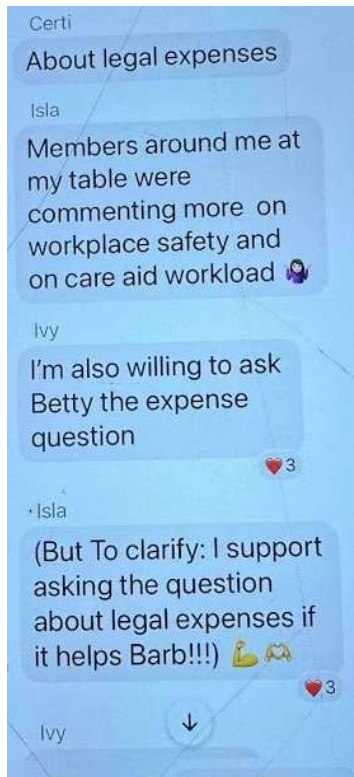 Certi
About legal expenses
Isla
Members around me at
my table were
commenting more on
workplace safety and
on care aid workload 🤷🏻‍♀️
Ivy
I'm also willing to ask
Betty the expense
question
❤️3
Isla
(But To clarify: I support
asking the question
about legal expenses if
it helps Barb!!!) 💪🫶
❤️3
Ivy